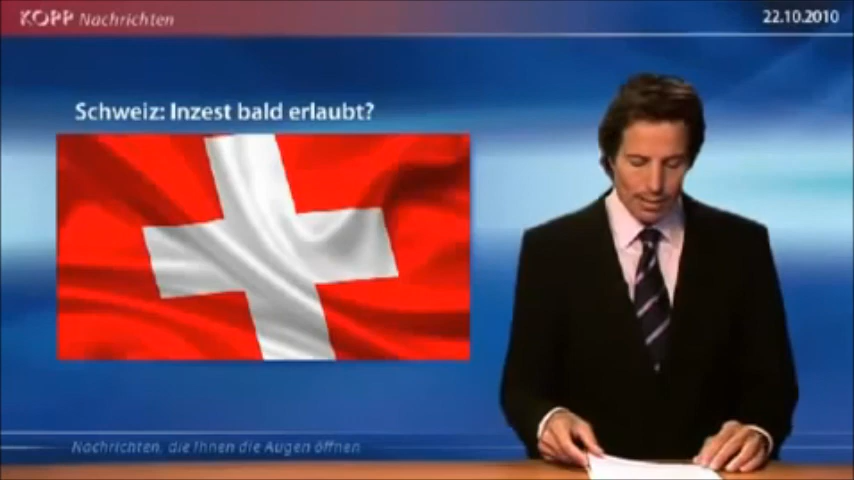 KOPP Nachrichten
22.10.2010
Schweiz: Inzest bald erlaubt?
Nachrichten, die Ihnen die Augen öffnen